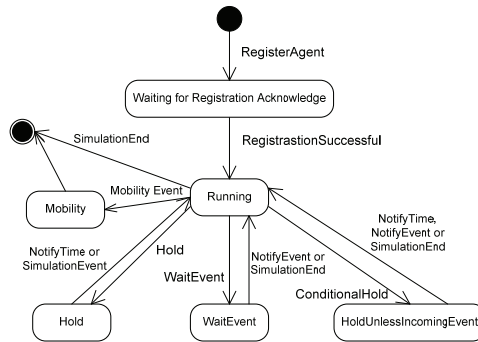 RegisterAgent
Waiting for Registration Acknowledge
SimulationEnd
RegistrastionSuccessful
Mobility Event
Running
Mobility
NotifyTime,
NotifyEvent or
SimulationEnd
NotifyTime or
SimulationEvent
Hold
NotifyEvent or
SimulationEnd
WaitEvent
ConditionalHold
Hold
WaitEvent
HoldUnlessIncomingEvent